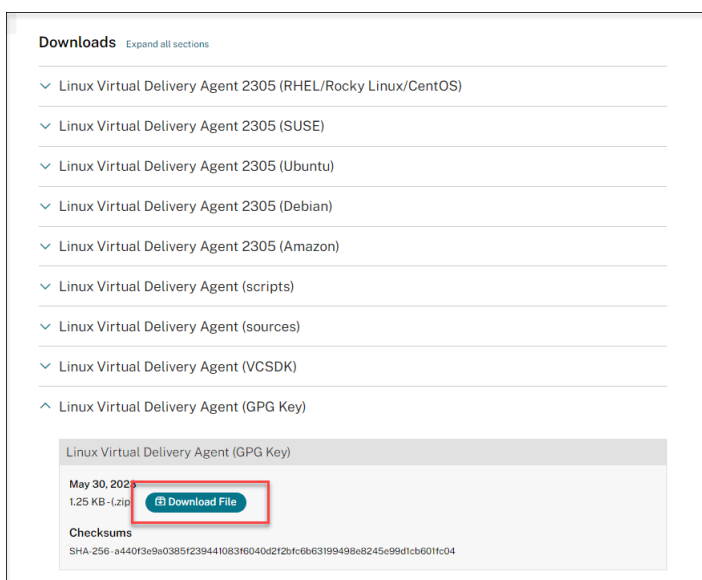 Downloads Expand all sections
Linux Virtual Delivery Agent 2305 (RHEL/Rocky Linux/CentOS)
Linux Virtual Delivery Agent 2305 (SUSE)
Linux Virtual Delivery Agent 2305 (Ubuntu)
Linux Virtual Delivery Agent 2305 (Debian)
Linux Virtual Delivery Agent 2305 (Amazon)
Linux Virtual Delivery Agent (scripts)
Linux Virtual Delivery Agent (sources)
Linux Virtual Delivery Agent (VCSDK)
Linux Virtual Delivery Agent (GPG Key)
Linux Virtual Delivery Agent (GPG Key)
May 30, 2023
1.25 KB - (.zip) Download File
Checksums
SHA-256 - a440f3e9a0385f239441083f6040d2f2bfc6b63199498e8245e99d1cb601fc04